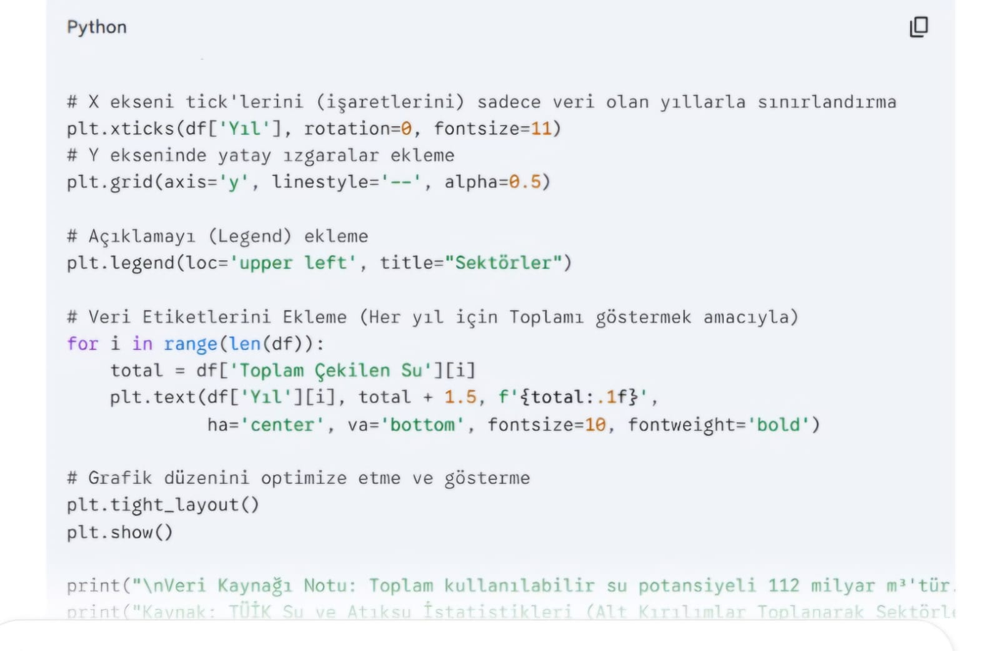 Python
# X ekseni tick'lerini (işaretlerini) sadece veri olan yıllarla sınırlandırma
plt.xticks(df['Yıl'], rotation=0, fontsize=11)
# Y ekseninde yatay ızgaralar ekleme
plt.grid(axis='y', linestyle='--', alpha=0.5)
# Açıklamayı (Legend) ekleme
plt.legend(loc='upper left', title="Sektörler")
# Veri Etiketlerini Ekleme (Her yıl için Toplamı göstermek amacıyla)
for i in range(len(df)):
    total = df['Toplam Çekilen Su'][i]
    plt.text(df['Yıl'][i], total + 1.5, f'{total:.1f}',
             ha='center', va='bottom', fontsize=10, fontweight='bold')
# Grafik düzenini optimize etme ve gösterme
plt.tight_layout()
plt.show()
print("\nVeri Kaynağı Notu: Toplam kullanılabilir su potansiyeli 112 milyar m³'tür.
print("Kaynak: TÜİK Su ve Atıksu İstatistikleri (Alt Kırılımlar Toplanarak